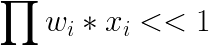 ∏ w_i * x_i << 1